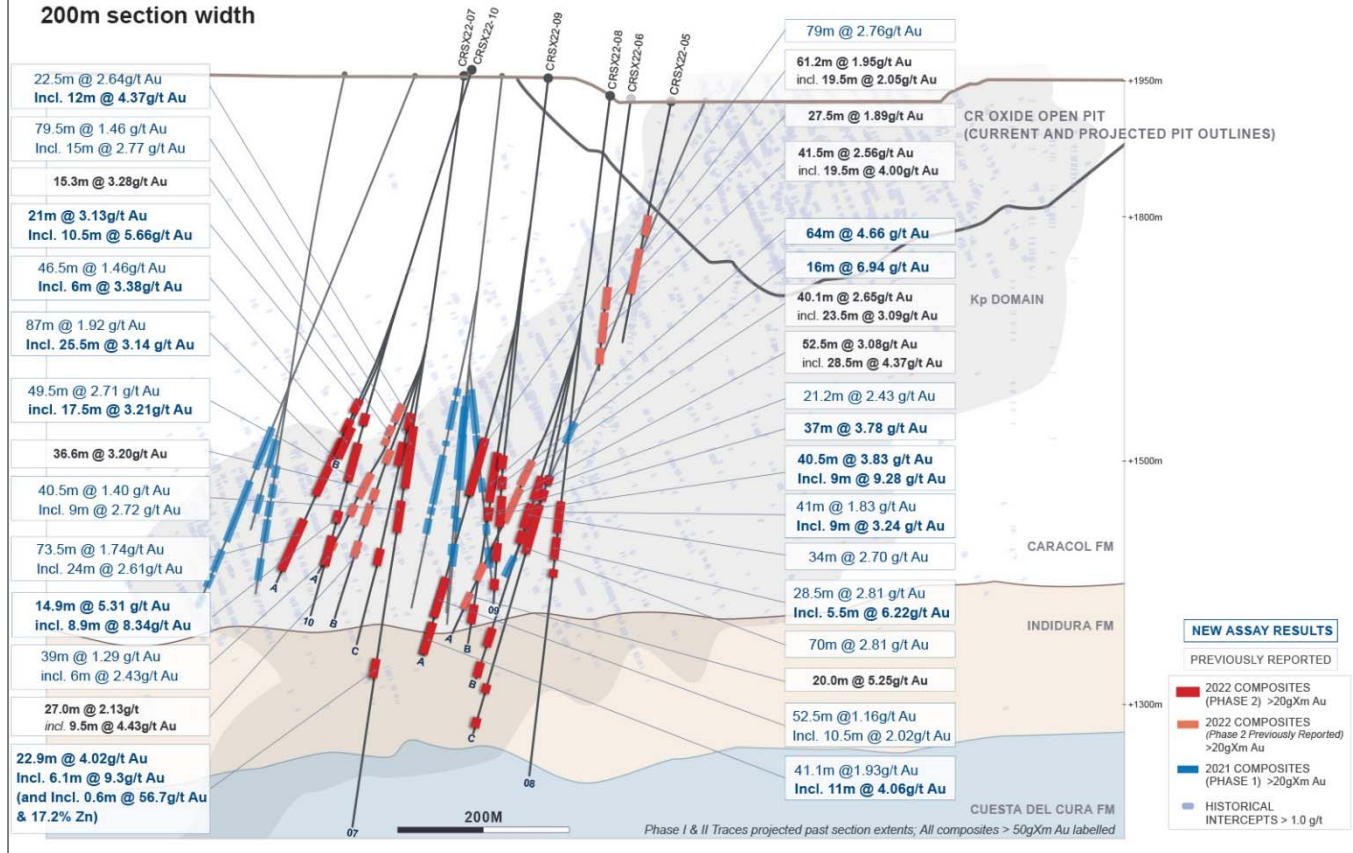 200m section width
CRSX22-07
CRSX22-10
CRSX22-09
CRSX22-08
CRSX22-06
CRSX22-05
22.5m @ 2.64g/t Au
Incl. 12m @ 4.37g/t Au
79.5m @ 1.46 g/t Au
Incl. 15m @ 2.77 g/t Au
15.3m @ 3.28g/t Au
21m @ 3.13g/t Au
Incl. 10.5m @ 5.66g/t Au
46.5m @ 1.46g/t Au
Incl. 6m @ 3.38g/t Au
87m @ 1.92 g/t Au
Incl. 25.5m @ 3.14 g/t Au
49.5m @ 2.71 g/t Au
incl. 17.5m @ 3.21g/t Au
36.6m @ 3.20g/t Au
40.5m @ 1.40 g/t Au
Incl. 9m @ 2.72 g/t Au
73.5m @ 1.74g/t Au
Incl. 24m @ 2.61g/t Au
14.9m @ 5.31 g/t Au
incl. 8.9m @ 8.34g/t Au
39m @ 1.29 g/t Au
incl. 6m @ 2.43g/t Au
27.0m @ 2.13g/t
incl. 9.5m @ 4.43g/t Au
22.9m @ 4.02g/t Au
Incl. 6.1m @ 9.3g/t Au
(and Incl. 0.6m @ 56.7g/t Au
& 17.2% Zn)
79m @ 2.76g/t Au
61.2m @ 1.95g/t Au
incl. 19.5m @ 2.05g/t Au
27.5m @ 1.89g/t Au
41.5m @ 2.56g/t Au
incl. 19.5m @ 4.00g/t Au
64m @ 4.66 g/t Au
16m @ 6.94 g/t Au
40.1m @ 2.65g/t Au
incl. 23.5m @ 3.09g/t Au
52.5m @ 3.08g/t Au
incl. 28.5m @ 4.37g/t Au
21.2m @ 2.43 g/t Au
37m @ 3.78 g/t Au
40.5m @ 3.83 g/t Au
Incl. 9m @ 9.28 g/t Au
41m @ 1.83 g/t Au
Incl. 9m @ 3.24 g/t Au
34m @ 2.70 g/t Au
28.5m @ 2.81 g/t Au
Incl. 5.5m @ 6.22g/t Au
70m @ 2.81 g/t Au
20.0m @ 5.25g/t Au
52.5m @1.16g/t Au
Incl. 10.5m @ 2.02g/t Au
41.1m @1.93g/t Au
Incl. 11m @ 4.06g/t Au
+1950m
CR OXIDE OPEN PIT
(CURRENT AND PROJECTED PIT OUTLINES)
+1800m
Kp DOMAIN
+1500m
CARACOL FM
INDIDURA FM
+1300m
CUESTA DEL CURA FM
B
A
A
10
B
C
A
A
B
09
B
C
08
07
200M
Phase I & II Traces projected past section extents; All composites > 50gXm Au labelled
NEW ASSAY RESULTS
PREVIOUSLY REPORTED
2022 COMPOSITES
(PHASE 2) >20gXm Au
2022 COMPOSITES
(Phase 2 Previously Reported)
>20gXm Au
2021 COMPOSITES
(PHASE 1) >20gXm Au
HISTORICAL
INTERCEPTS > 1.0 g/t